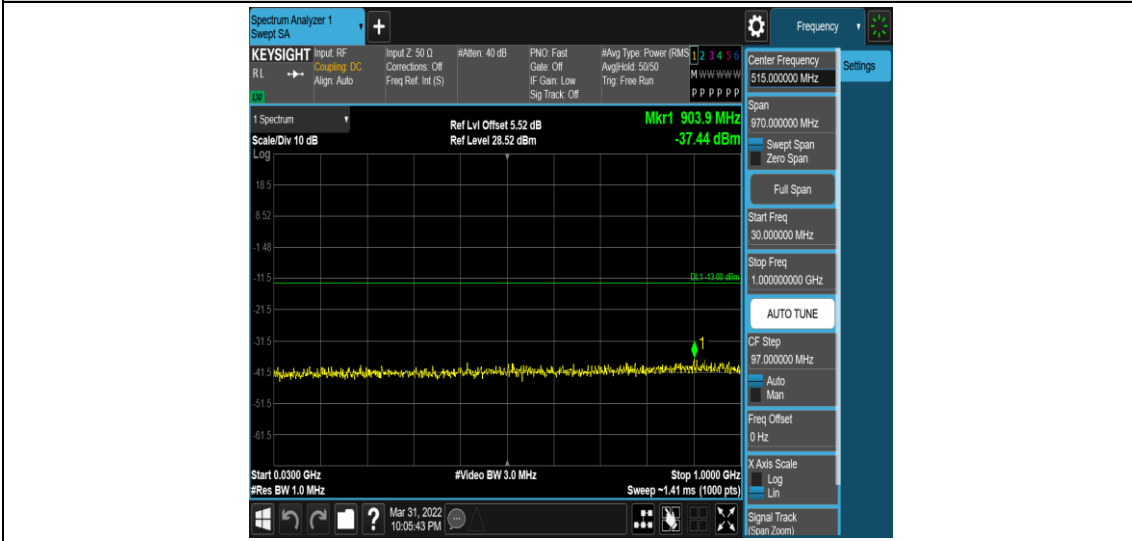 Spectrum Analyzer 1
Swept SA
+
Frequency
KEYSIGHT
RL
Input: RF
Coupling: DC
Align: Auto
Input Z: 50 Ω
Corrections: Off
Freq Ref: Int (S)
#Atten: 40 dB
PNO: Fast
Gate: Off
IF Gain: Low
Sig Track: Off
#Avg Type: Power (RMS
Avg|Hold: 50/50
Trig: Free Run
1 2 3 4 5 6
M W W W W W
P P P P P P
1 Spectrum
Scale/Div 10 dB
Log
Ref Lvl Offset 5.52 dB
Ref Level 28.52 dBm
Mkr1 903.9 MHz
-37.44 dBm
18.5
8.52
-1.48
-11.5
-21.5
-31.5
-41.5
-51.5
-61.5
DL1 -13.00 dBm
1
Start 0.0300 GHz
#Res BW 1.0 MHz
#Video BW 3.0 MHz
Stop 1.0000 GHz
Sweep ~1.41 ms (1000 pts)
Center Frequency
515.000000 MHz
Settings
Span
970.000000 MHz
Swept Span
Zero Span
Full Span
Start Freq
30.000000 MHz
Stop Freq
1.000000000 GHz
AUTO TUNE
CF Step
97.000000 MHz
Auto
Man
Freq Offset
0 Hz
X Axis Scale
Log
Lin
Signal Track
(Span Zoom)
?
Mar 31, 2022
10:05:43 PM